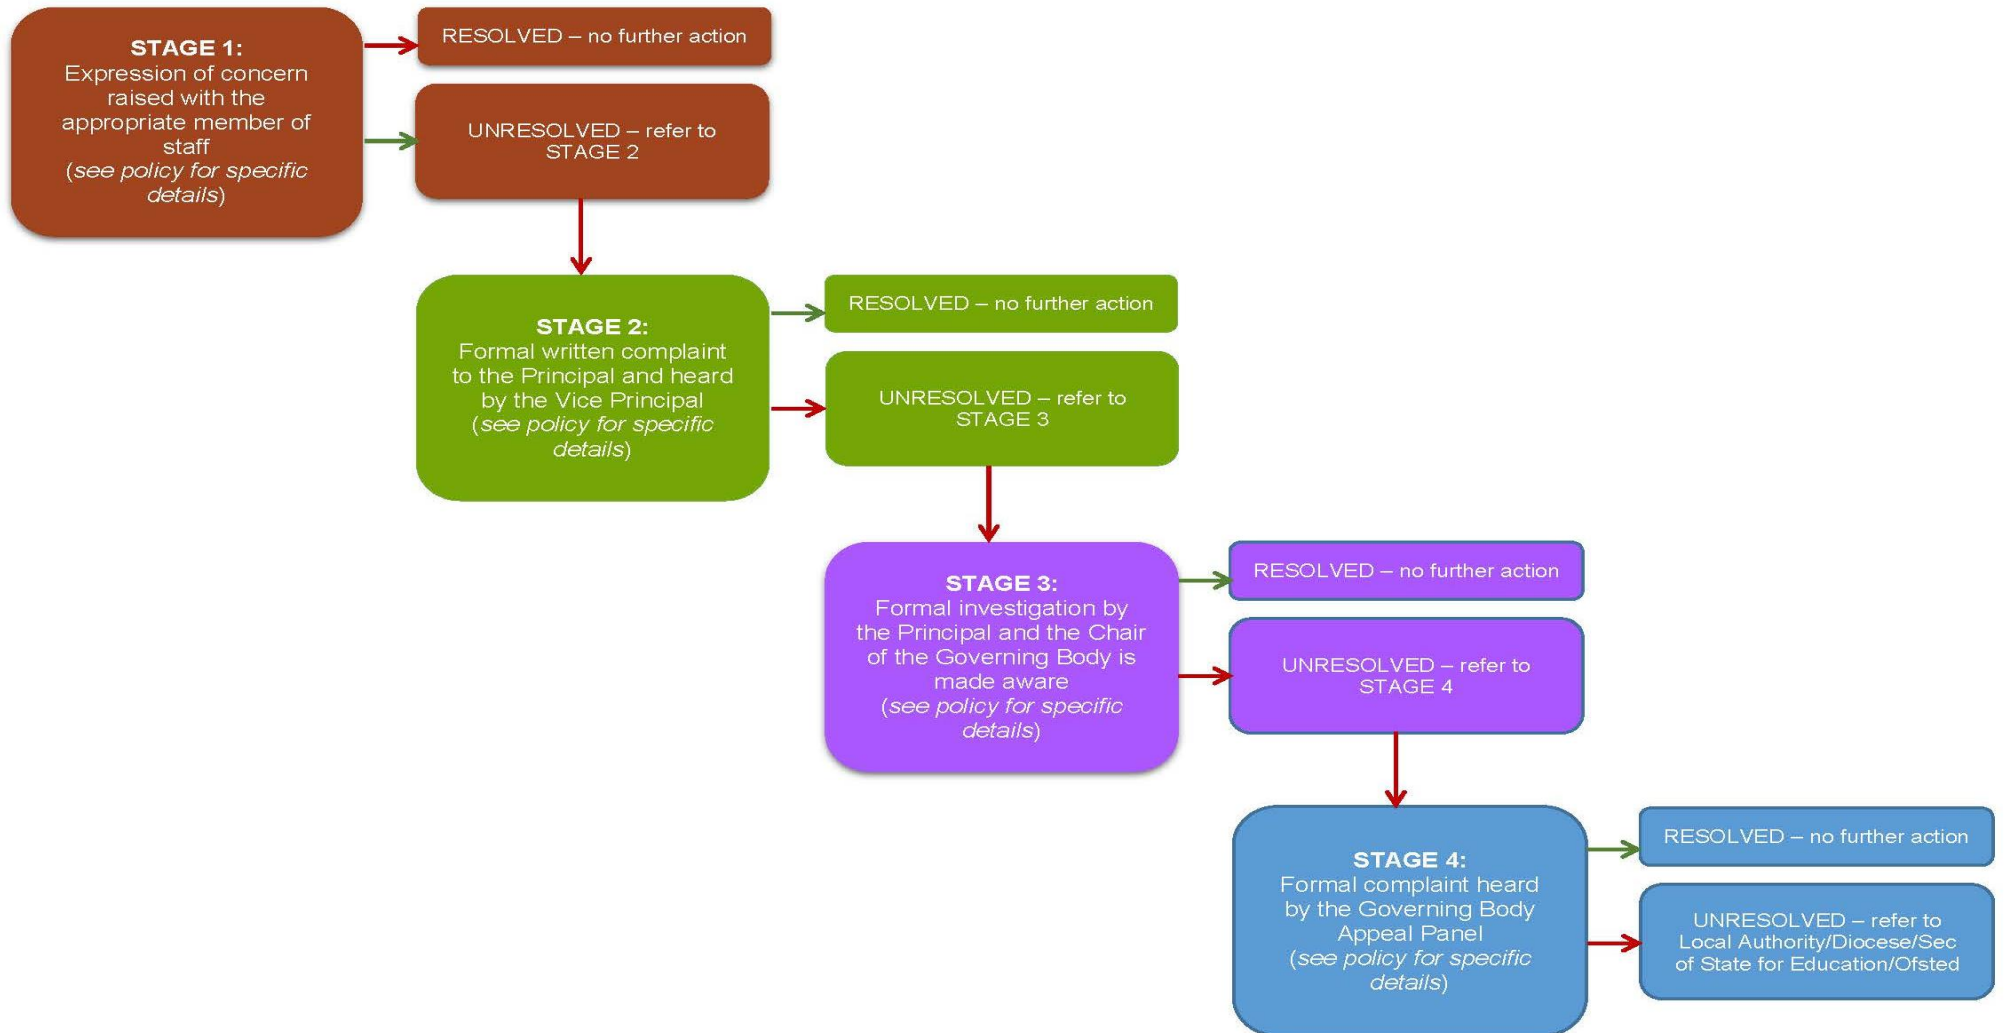 STAGE 1:
Expression of concern
raised with the
appropriate member of
staff
(see policy for specific
details)
RESOLVED – no further action
UNRESOLVED – refer to
STAGE 2
STAGE 2:
Formal written complaint
to the Principal and heard
by the Vice Principal
(see policy for specific
details)
RESOLVED – no further action
UNRESOLVED – refer to
STAGE 3
STAGE 3:
Formal investigation by
the Principal and the Chair
of the Governing Body is
made aware
(see policy for specific
details)
RESOLVED – no further action
UNRESOLVED – refer to
STAGE 4
STAGE 4:
Formal complaint heard
by the Governing Body
Appeal Panel
(see policy for specific
details)
RESOLVED – no further action
UNRESOLVED – refer to
Local Authority/Diocese/Sec
of State for Education/Ofsted